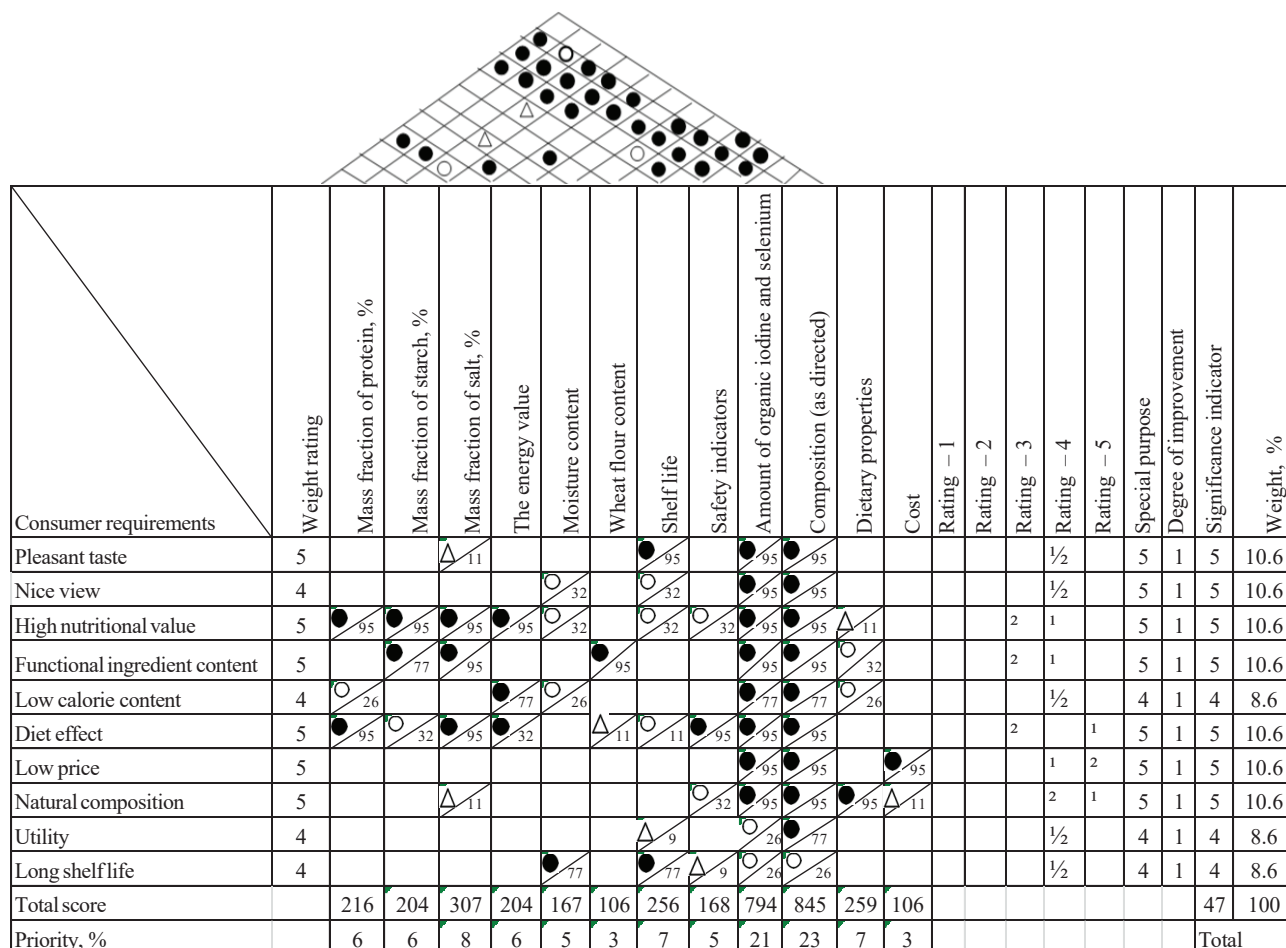 Consumer requirements
Weight rating
Mass fraction of protein, %
Mass fraction of starch, %
Mass fraction of salt, %
The energy value
Moisture content
Wheat flour content
Shelf life
Safety indicators
Amount of organic iodine and selenium
Composition (as directed)
Dietary properties
Cost
Rating – 1
Rating – 2
Rating – 3
Rating – 4
Rating – 5
Special purpose
Degree of improvement
Significance indicator
Weight, %
Pleasant taste 5 11 95 95 95 ½ 5 1 5 10.6
Nice view 4 32 32 95 95 ½ 5 1 5 10.6
High nutritional value 5 95 95 95 95 32 32 32 95 95 11 ² ¹ 5 1 5 10.6
Functional ingredient content 5 77 95 95 95 95 32 ² ¹ 5 1 5 10.6
Low calorie content 4 26 77 26 77 77 26 ½ 4 1 4 8.6
Diet effect 5 95 32 95 32 11 11 95 95 95 ² ¹ 5 1 5 10.6
Low price 5 95 95 95 ¹ ² 5 1 5 10.6
Natural composition 5 11 32 95 95 95 11 ² ¹ 5 1 5 10.6
Utility 4 9 26 77 ½ 4 1 4 8.6
Long shelf life 4 77 77 9 26 26 ½ 4 1 4 8.6
Total score 216 204 307 204 167 106 256 168 794 845 259 106 47 100
Priority, % 6 6 8 6 5 3 7 5 21 23 7 3 Total